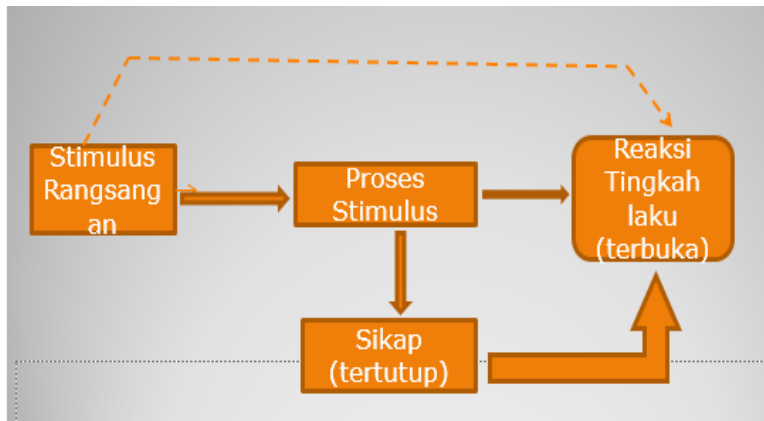 Stimulus
Rangsang
an
Proses
Stimulus
Reaksi
Tingkah
laku
(terbuka)
Sikap
(tertutup)